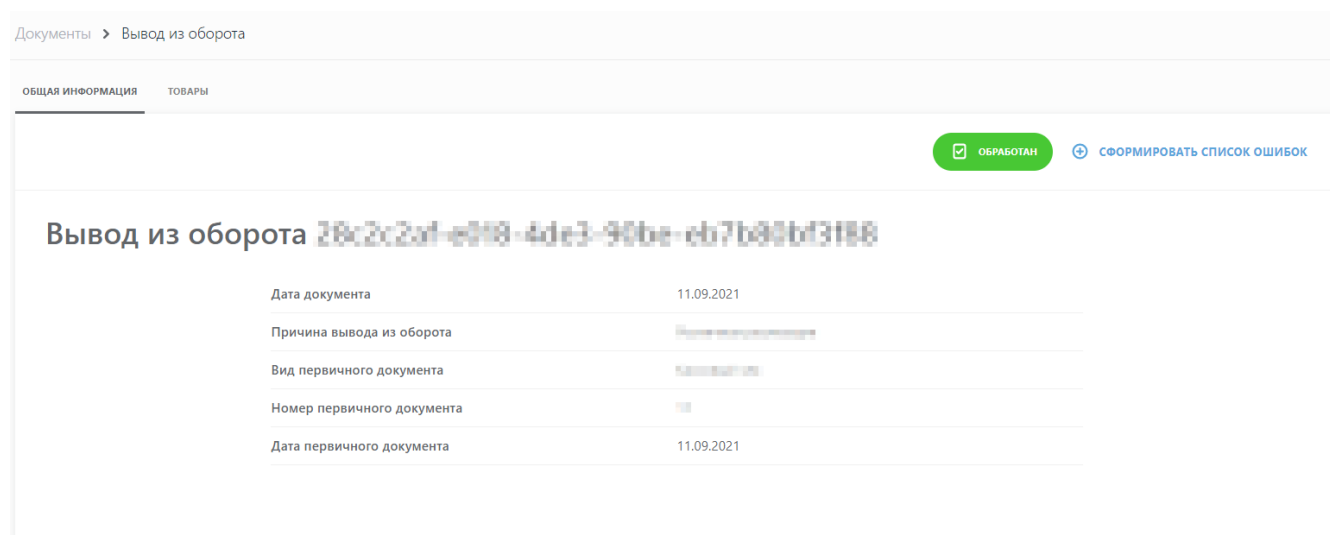 Документы > Вывод из оборота
ОБЩАЯ ИНФОРМАЦИЯ ТОВАРЫ
ОБРАБОТАН СФОРМИРОВАТЬ СПИСОК ОШИБОК
Вывод из оборота
Дата документа 11.09.2021
Причина вывода из оборота
Вид первичного документа
Номер первичного документа
Дата первичного документа 11.09.2021